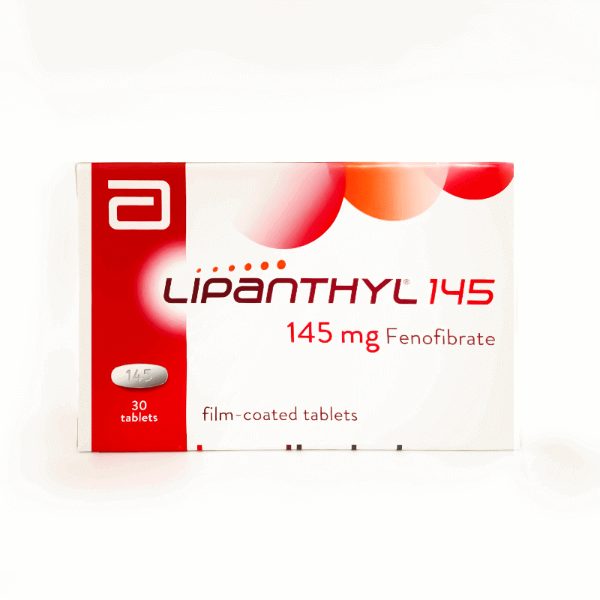 LIPANTHYL® 145
145 mg Fenofibrate
145
30
tablets
film-coated tablets